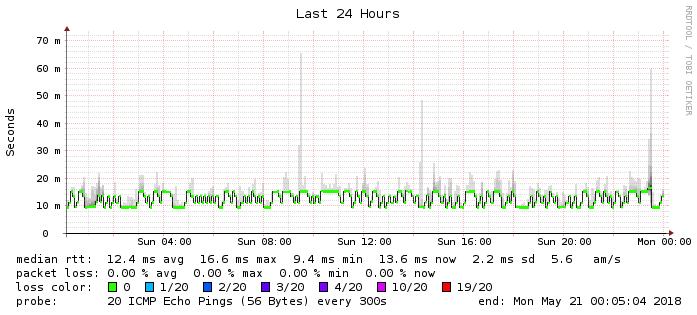 Last 24 Hours
RRDTOOL / TOBI OETIKER
Seconds
70 m
60 m
50 m
40 m
30 m
20 m
10 m
0
Sun 04:00 Sun 08:00 Sun 12:00 Sun 16:00 Sun 20:00 Mon 00:00
median rtt: 12.4 ms avg 16.6 ms max 9.4 ms min 13.6 ms now 2.2 ms sd 5.6 am/s
packet loss: 0.00 % avg 0.00 % max 0.00 % min 0.00 % now
loss color: 0 1/20 2/20 3/20 4/20 10/20 19/20
probe: 20 ICMP Echo Pings (56 Bytes) every 300s end: Mon May 21 00:05:04 2018